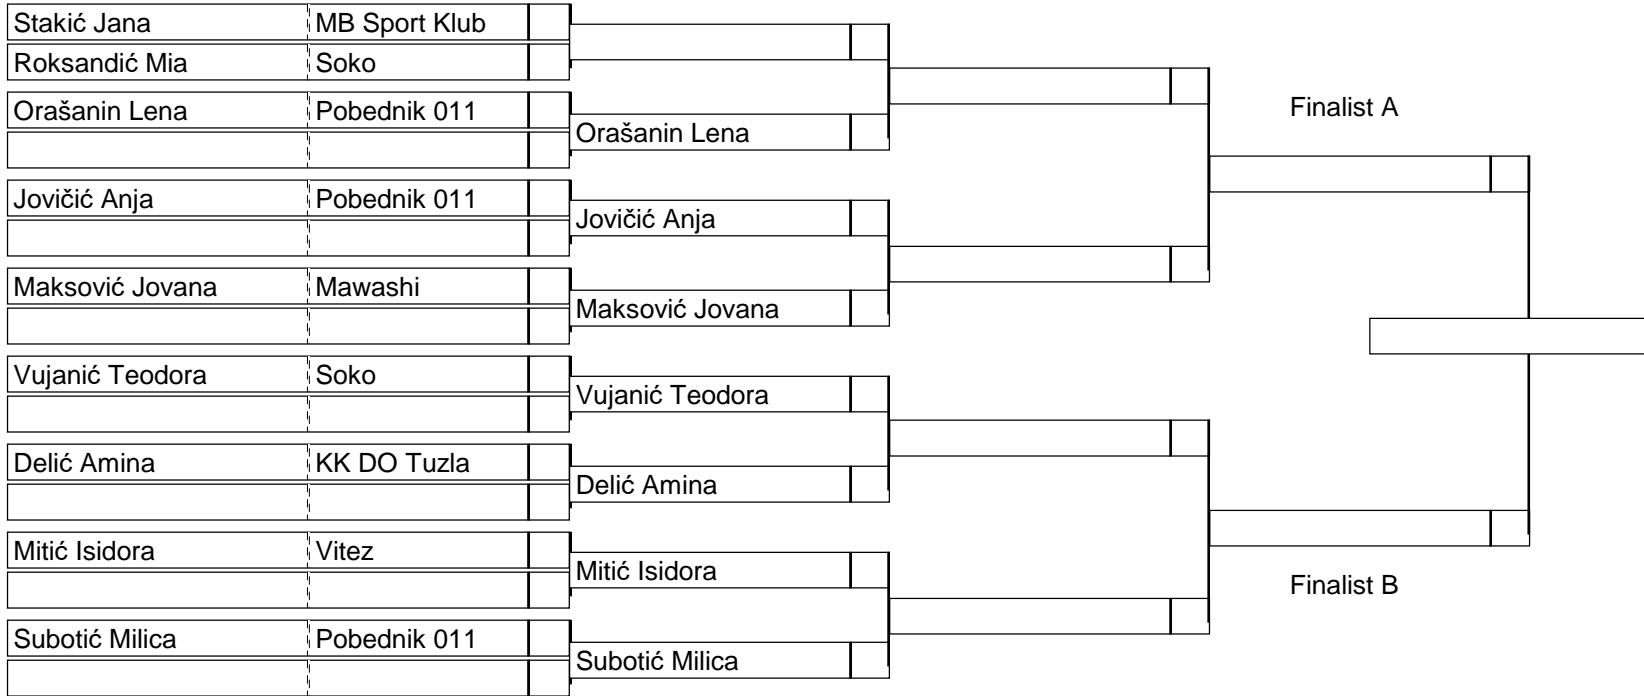 Stakić Jana MB Sport Klub
Roksandić Mia Soko
Orašanin Lena Pobednik 011
Orašanin Lena
Jovičić Anja Pobednik 011
Jovičić Anja
Maksović Jovana Mawashi
Maksović Jovana
Vujanić Teodora Soko
Vujanić Teodora
Delić Amina KK DO Tuzla
Delić Amina
Mitić Isidora Vitez
Mitić Isidora
Subotić Milica Pobednik 011
Subotić Milica
Finalist A
Finalist B